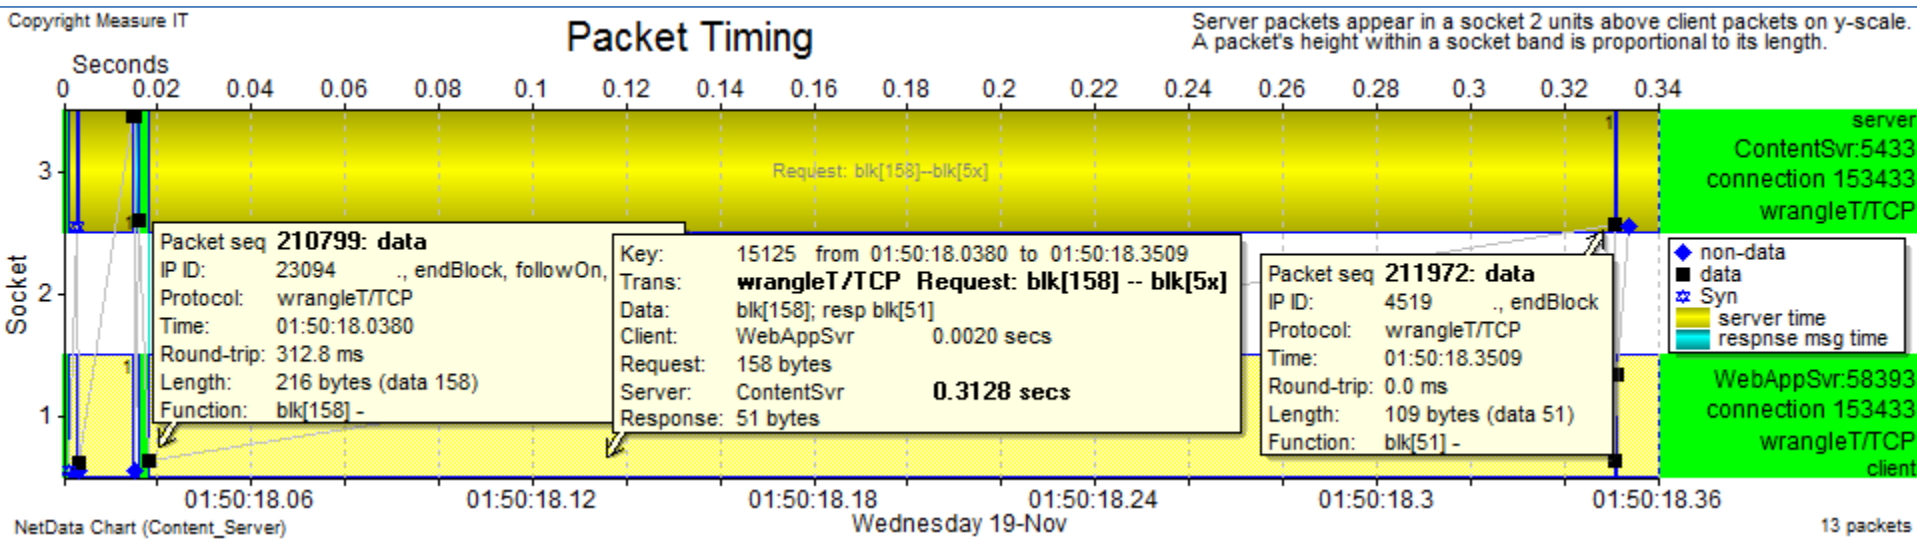 Copyright Measure IT
Packet Timing
Server packets appear in a socket 2 units above client packets on y-scale.
A packet's height within a socket band is proportional to its length.
Seconds
0 0.02 0.04 0.06 0.08 0.1 0.12 0.14 0.16 0.18 0.2 0.22 0.24 0.26 0.28 0.3 0.32 0.34
Socket
3
2
1
1
1
1
Request: blk[158]--blk[5x]
server
ContentSvr:5433
connection 153433
wrangleT/TCP
Packet seq 210799: data
IP ID: 23094 ., endBlock, followOn,
Protocol: wrangleT/TCP
Time: 01:50:18.0380
Round-trip: 312.8 ms
Length: 216 bytes (data 158)
Function: blk[158] -
Key: 15125 from 01:50:18.0380 to 01:50:18.3509
Trans: wrangleT/TCP Request: blk[158] -- blk[5x]
Data: blk[158]; resp blk[51]
Client: WebAppSvr 0.0020 secs
Request: 158 bytes
Server: ContentSvr 0.3128 secs
Response: 51 bytes
Packet seq 211972: data
IP ID: 4519 ., endBlock
Protocol: wrangleT/TCP
Time: 01:50:18.3509
Round-trip: 0.0 ms
Length: 109 bytes (data 51)
Function: blk[51] -
non-data
data
Syn
server time
respnse msg time
WebAppSvr:58393
connection 153433
wrangleT/TCP
client
01:50:18.06 01:50:18.12 01:50:18.18 01:50:18.24 01:50:18.3 01:50:18.36
Wednesday 19-Nov
NetData Chart (Content_Server)
13 packets